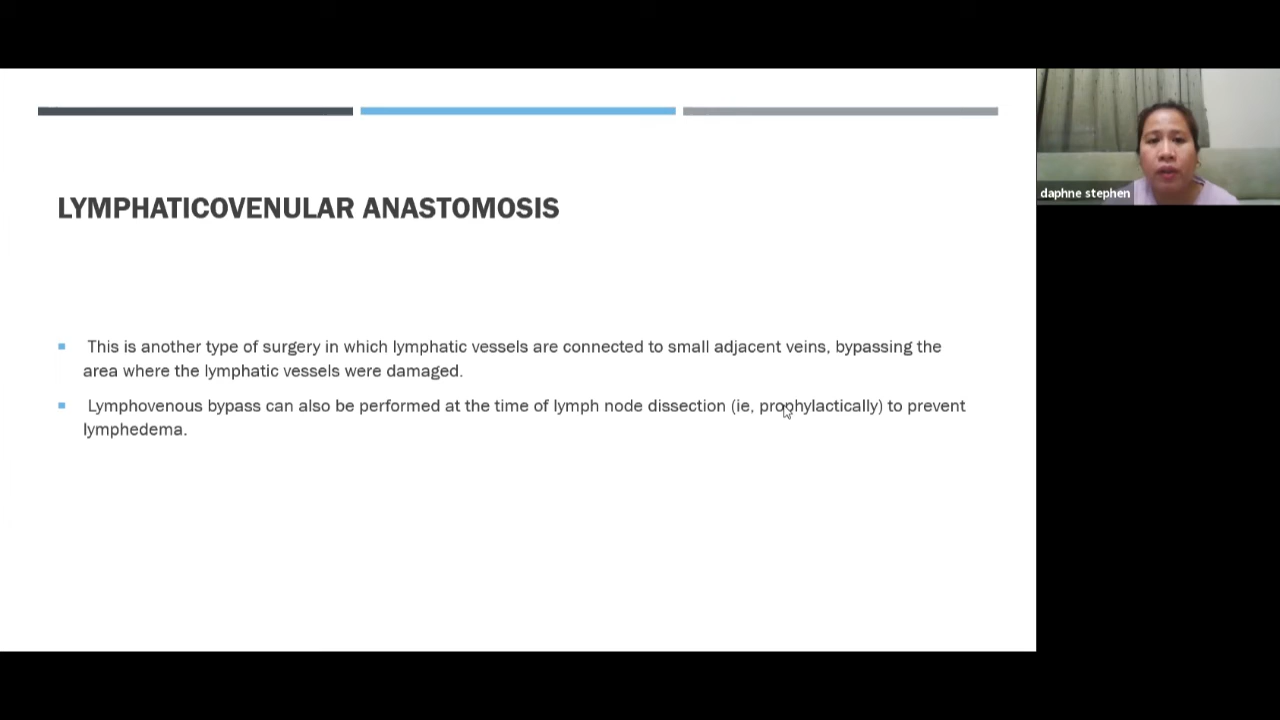 LYMPHATICOVENULAR ANASTOMOSIS
This is another type of surgery in which lymphatic vessels are connected to small adjacent veins, bypassing the
area where the lymphatic vessels were damaged.
Lymphovenous bypass can also be performed at the time of lymph node dissection (ie, prophylactically) to prevent
lymphedema.
daphne stephen